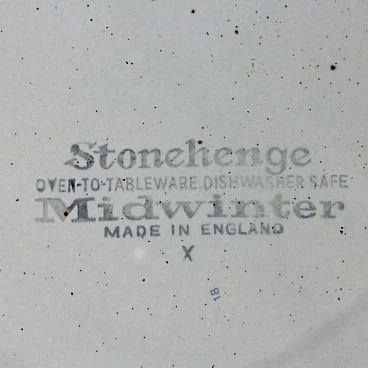 Stonehenge
OVEN-TO-TABLEWARE.DISHWASHER SAFE
Midwinter
MADE IN ENGLAND
X
18